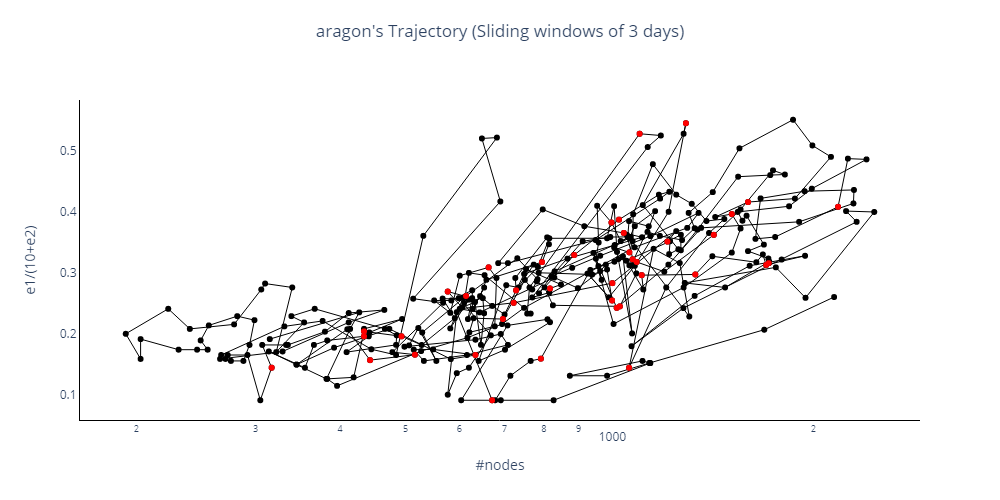 aragon's Trajectory (Sliding windows of 3 days)
e1/(10+e2)
0.5
0.4
0.3
0.2
0.1
2 3 4 5 6 7 8 9 1000 2
#nodes